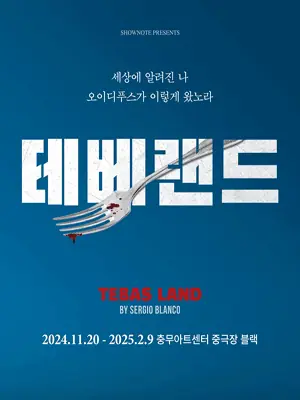 SHOWNOTE PRESENTS
세상에 알려진 나
오이디푸스가 이렇게 왔노라
테베랜드
TEBAS LAND
BY SERGIO BLANCO
2024.11.20 - 2025.2.9 충무아트센터 중극장 블랙